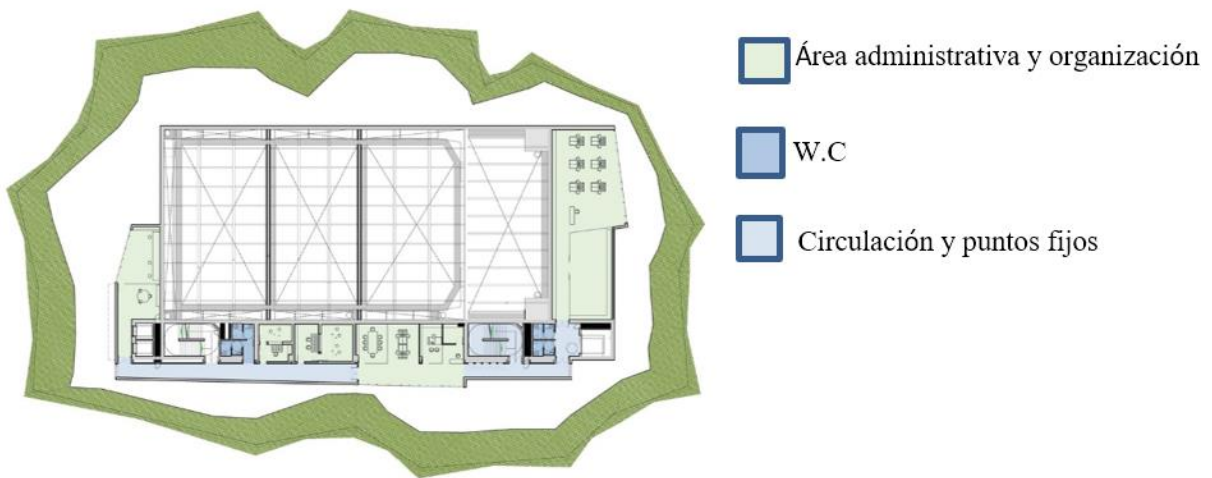 Área administrativa y organización
W.C
Circulación y puntos fijos